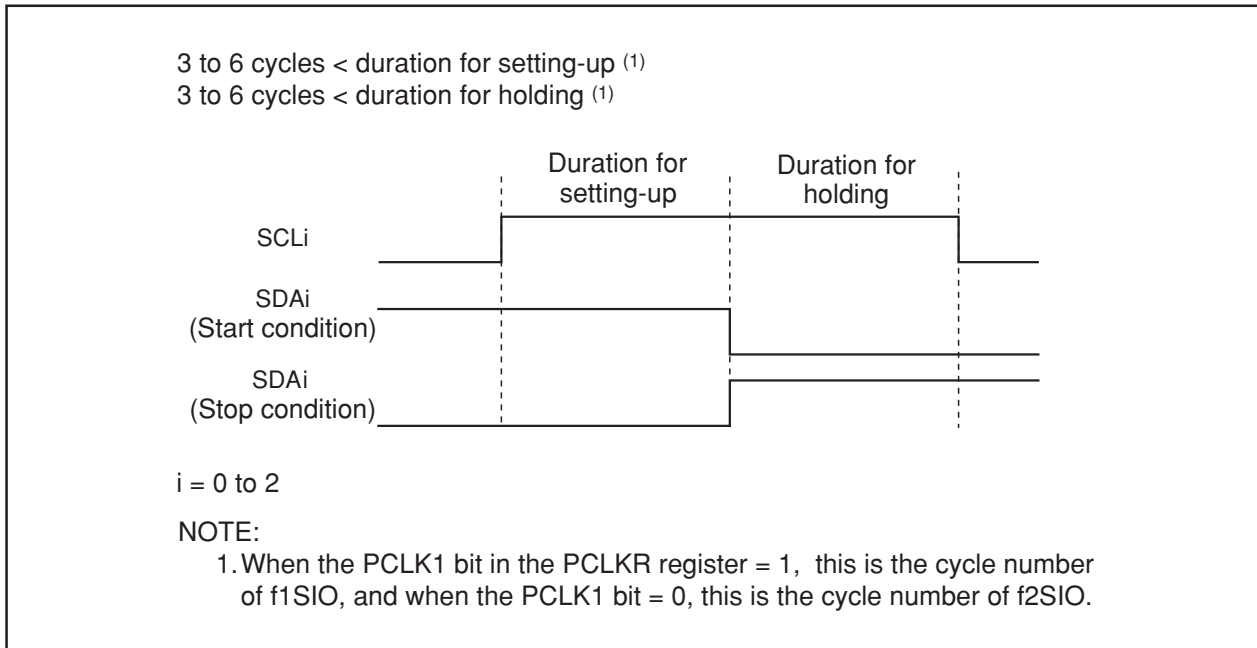 3 to 6 cycles < duration for setting-up (1)
3 to 6 cycles < duration for holding (1)
Duration for
setting-up
Duration for
holding
SCLi
SDAi
(Start condition)
SDAi
(Stop condition)
i = 0 to 2
NOTE:
1. When the PCLK1 bit in the PCLKR register = 1, this is the cycle number
of f1SIO, and when the PCLK1 bit = 0, this is the cycle number of f2SIO.